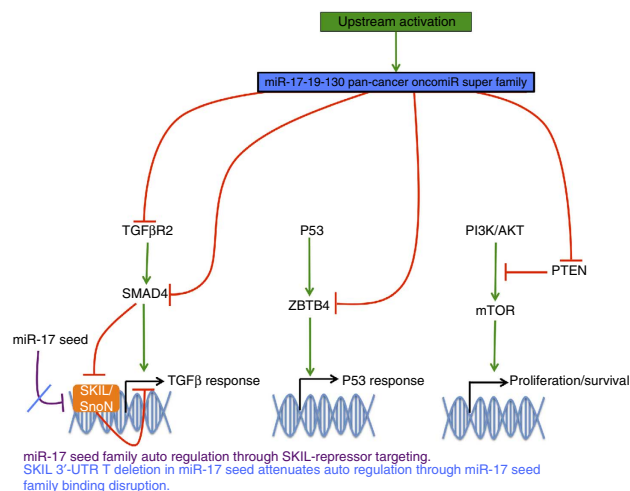 Upstream activation
miR-17-19-130 pan-cancer oncomiR super family
TGFβR2
P53
PI3K/AKT
PTEN
SMAD4
ZBTB4
mTOR
miR-17 seed
SKIL/
SnoN
TGFβ response
P53 response
Proliferation/survival
miR-17 seed family auto regulation through SKIL-repressor targeting.
SKIL 3′-UTR T deletion in miR-17 seed attenuates auto regulation through miR-17 seed
family binding disruption.